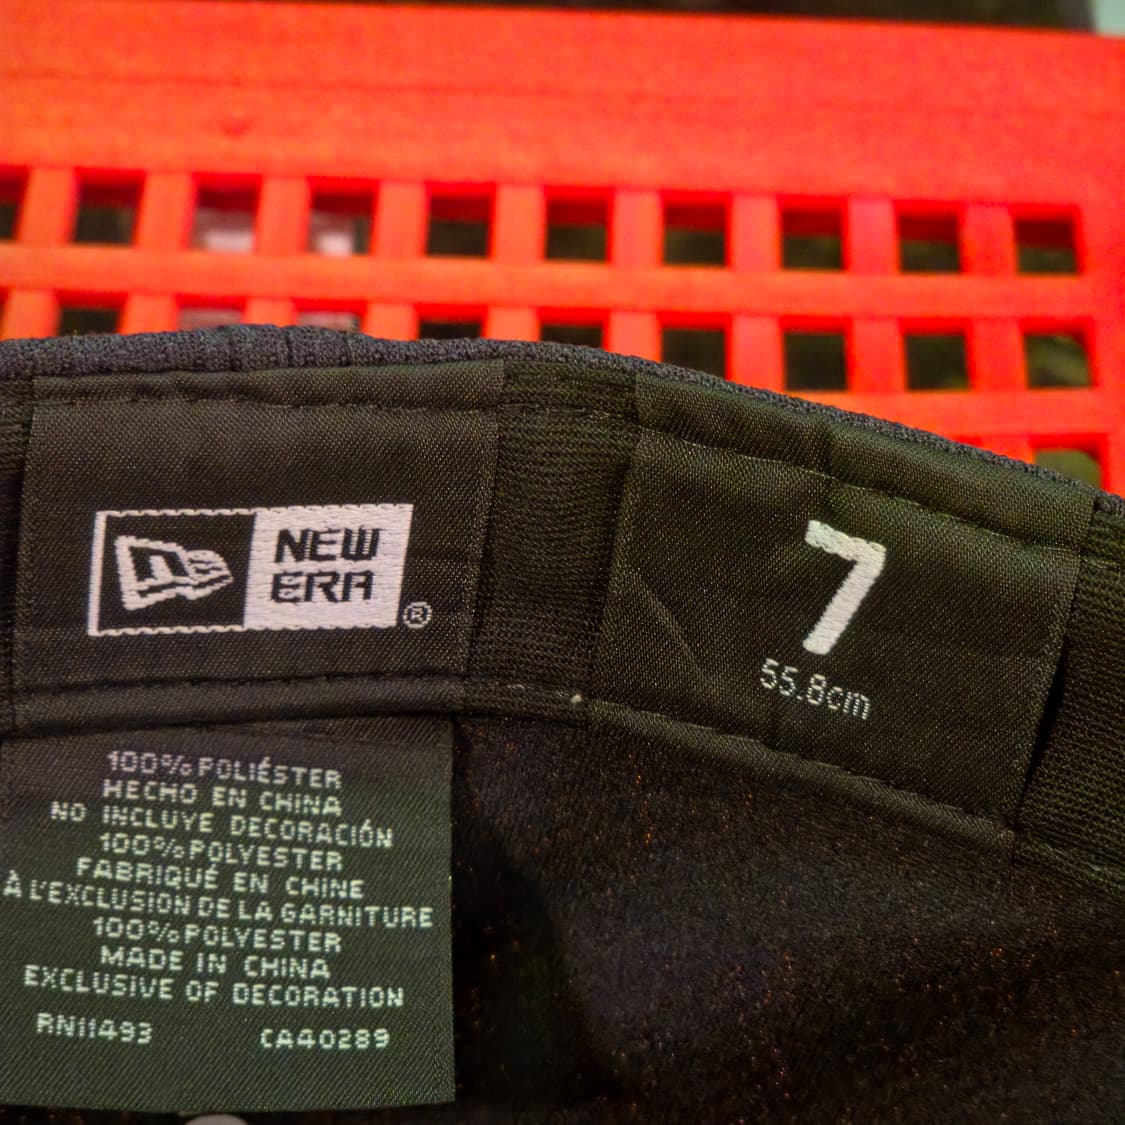 NEW
ERA
®
7
55.8cm
100% POLIÉSTER
HECHO EN CHINA
NO INCLUYE DECORACIÓN
100% POLYESTER
FABRIQUÉ EN CHINE
À L'EXCLUSION DE LA GARNITURE
100% POLYESTER
MADE IN CHINA
EXCLUSIVE OF DECORATION
RN11493 CA40289